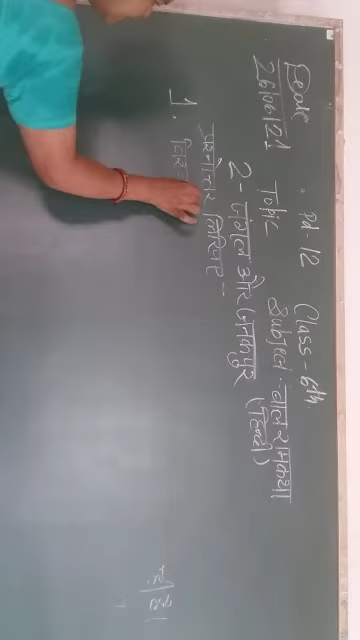 Date Pd-12 Class-6th.
26/06/21 Topic Subject. बाल रामकथा
2- जंगल और जनकपुर (हिन्दी)
प्रश्नोत्तर लिखिए:-
1.